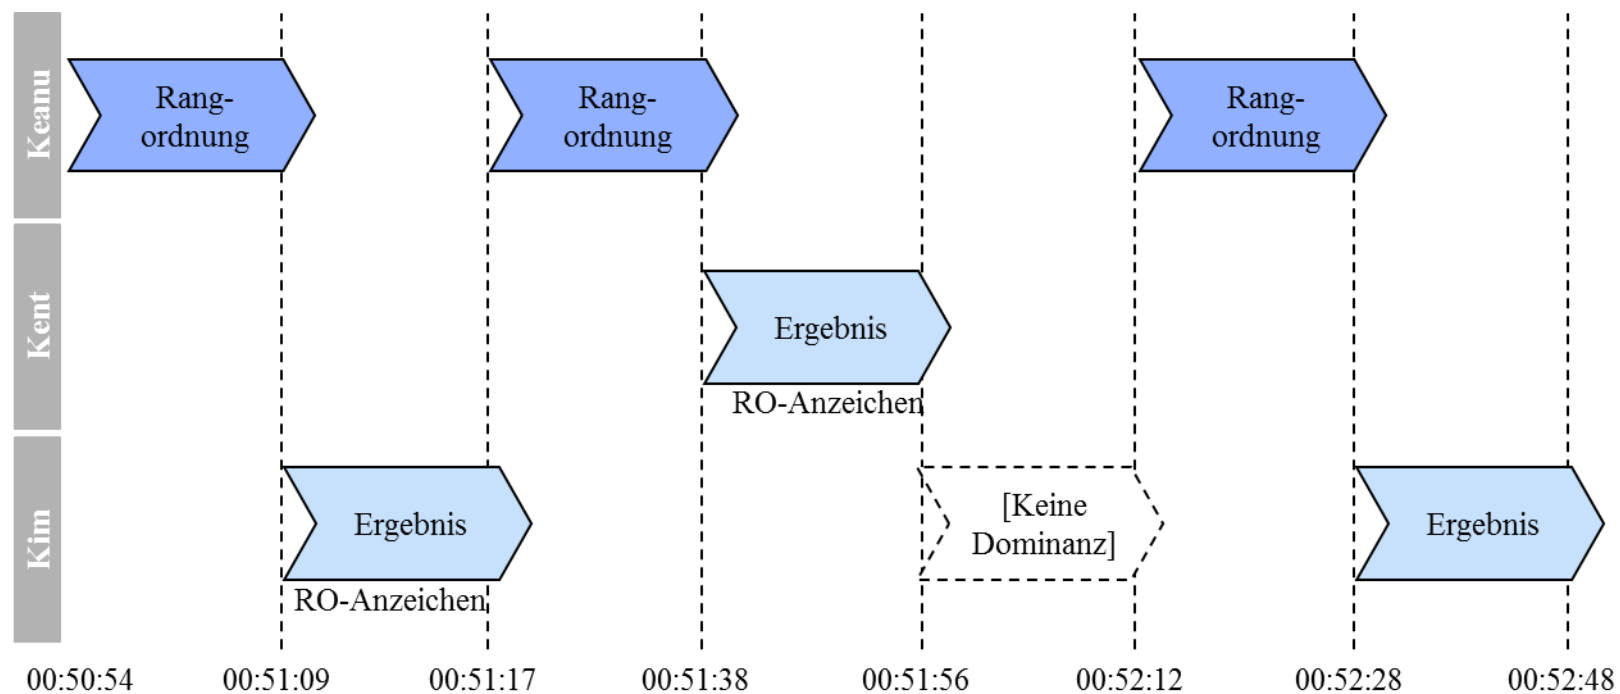 Keanu
Rang-
ordnung
Rang-
ordnung
Rang-
ordnung
Kent
Ergebnis
RO-Anzeichen
Kim
Ergebnis
RO-Anzeichen
[Keine
Dominanz]
Ergebnis
00:50:54 00:51:09 00:51:17 00:51:38 00:51:56 00:52:12 00:52:28 00:52:48